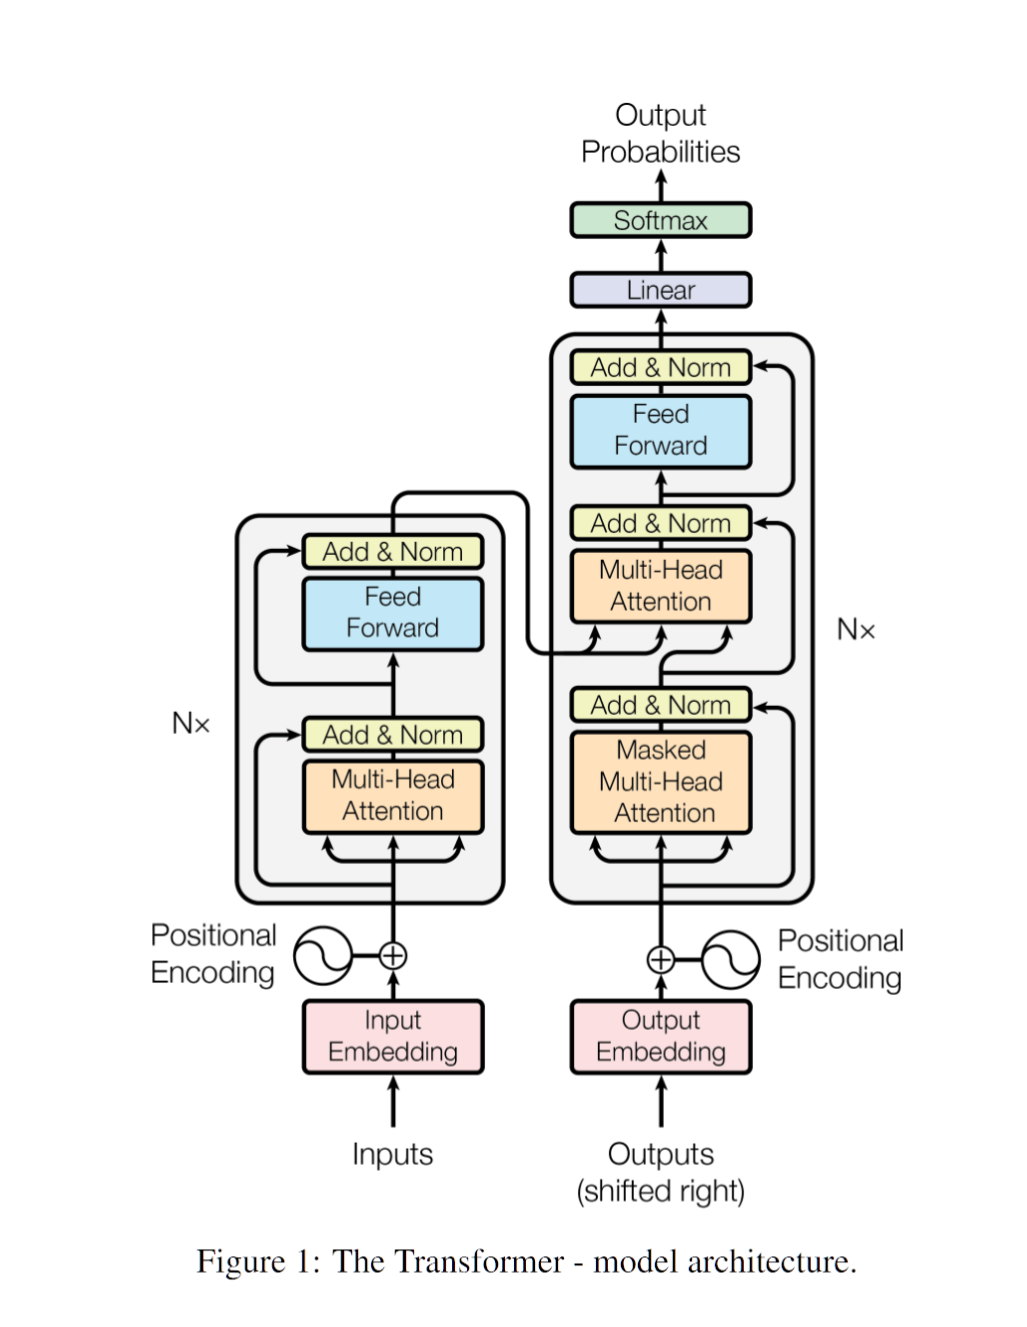 Output
Probabilities
Softmax
Linear
Add & Norm
Feed
Forward
Add & Norm
Multi-Head
Attention
Add & Norm
Masked
Multi-Head
Attention
Nx
Add & Norm
Feed
Forward
Add & Norm
Multi-Head
Attention
Nx
Positional
Encoding
Positional
Encoding
Input
Embedding
Output
Embedding
Inputs
Outputs
(shifted right)
Figure 1: The Transformer - model architecture.